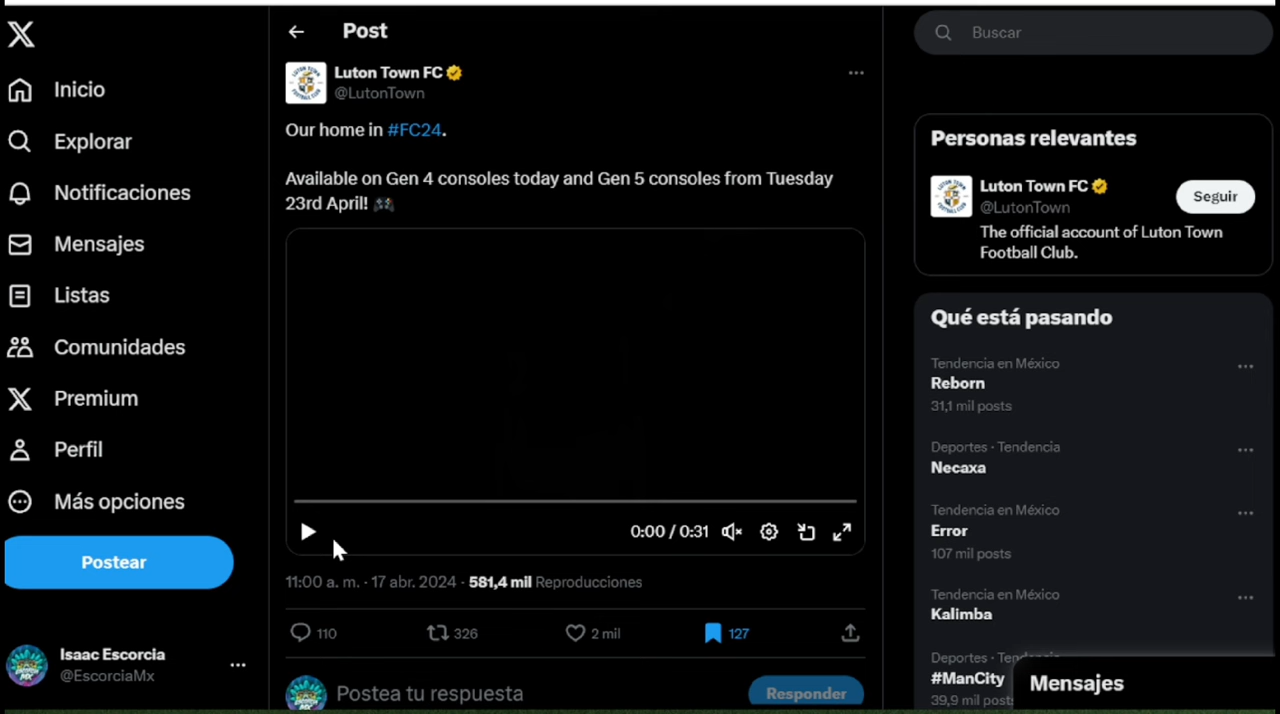 Inicio
Explorar
Notificaciones
Mensajes
Listas
Comunidades
Premium
Perfil
Más opciones
Postear
Isaac Escorcia
@EscorciaMx
Post
Luton Town FC
@LutonTown
Our home in #FC24.
Available on Gen 4 consoles today and Gen 5 consoles from Tuesday
23rd April! 🎮
0:00 / 0:31
11:00 a. m. · 17 abr. 2024 · 581,4 mil Reproducciones
110 326 2 mil 127
Postea tu respuesta
Responder
Buscar
Personas relevantes
Luton Town FC
@LutonTown
Seguir
The official account of Luton Town
Football Club.
Qué está pasando
Tendencia en México
Reborn
31,1 mil posts
Deportes · Tendencia
Necaxa
Tendencia en México
Error
107 mil posts
Tendencia en México
Kalimba
Deportes ·
#ManCity
39,9 mil posts
Mensajes